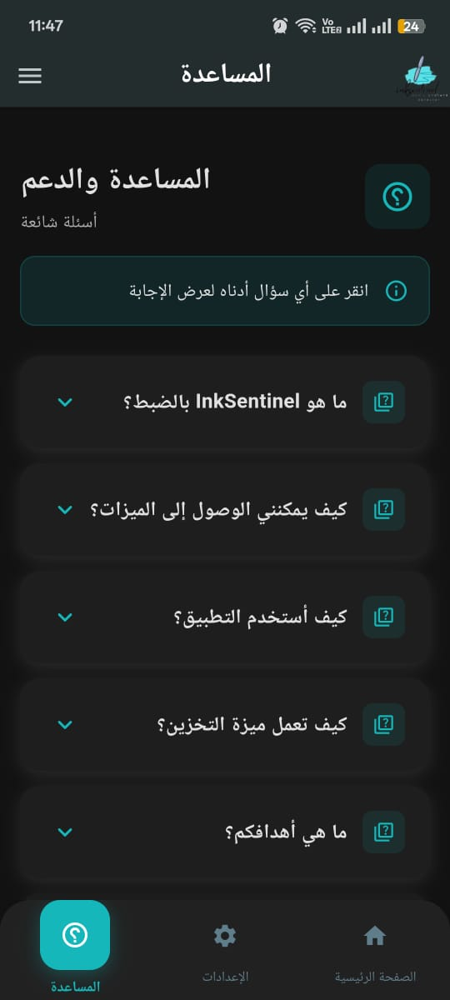 11:47
Vo
LTE2
24
المساعدة
inksentinel
المساعدة والدعم
أسئلة شائعة
انقر على أي سؤال أدناه لعرض الإجابة
ما هو InkSentinel بالضبط؟
كيف يمكنني الوصول إلى الميزات؟
كيف أستخدم التطبيق؟
كيف تعمل ميزة التخزين؟
ما هي أهدافكم؟
الصفحة الرئيسية
الإعدادات
المساعدة